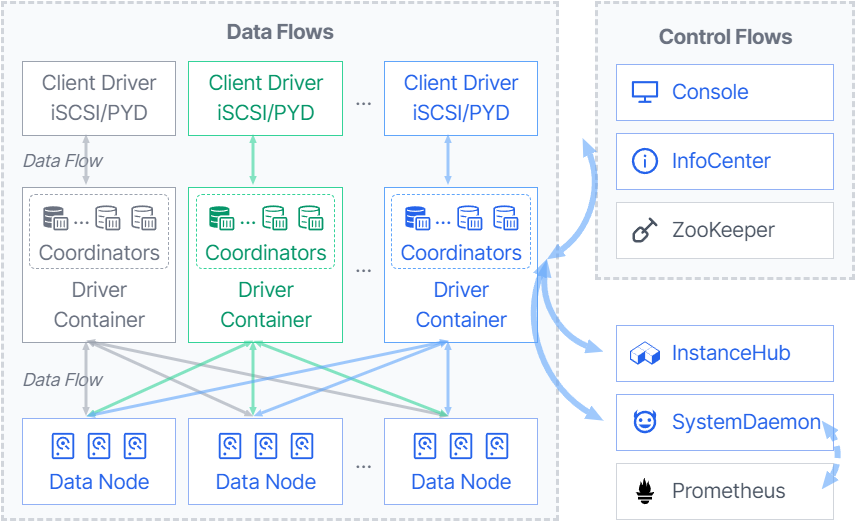 Data Flows
Client Driver
iSCSI/PYD
Client Driver
iSCSI/PYD
...
Client Driver
iSCSI/PYD
Data Flow
...
Coordinators
Driver
Container
...
Coordinators
Driver
Container
...
...
Coordinators
Driver
Container
Data Flow
Data Node
Data Node
...
Data Node
Control Flows
Console
InfoCenter
ZooKeeper
InstanceHub
SystemDaemon
Prometheus